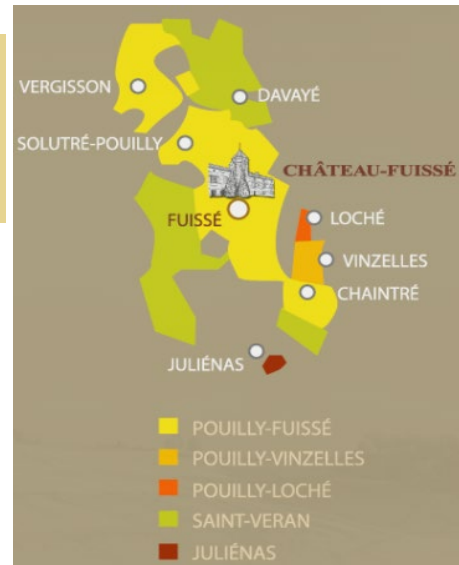 VERGISSON
DAVAYÉ
SOLUTRÉ-POUILLY
CHÂTEAU-FUISSÉ
FUISSÉ
LOCHÉ
VINZELLES
CHAINTRÉ
JULIÉNAS
POUILLY-FUISSÉ
POUILLY-VINZELLES
POUILLY-LOCHÉ
SAINT-VERAN
JULIÉNAS